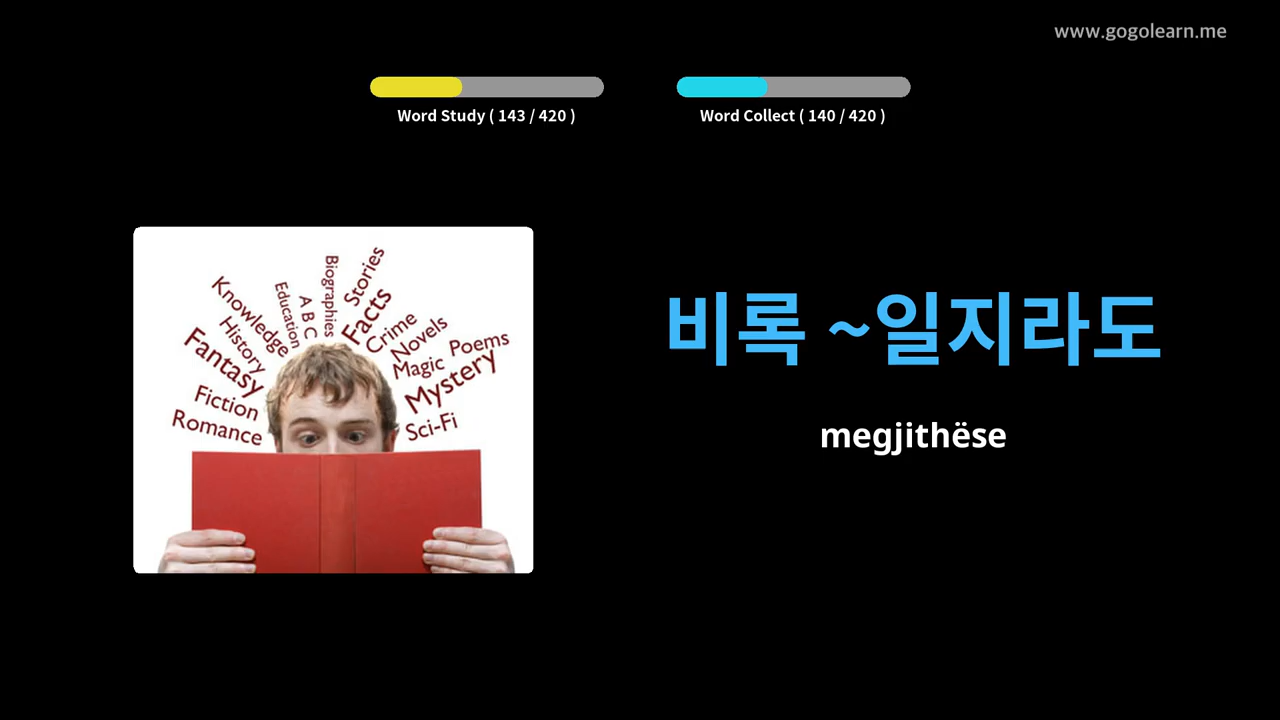 www.gogolearn.me
Word Study ( 143 / 420 )
Word Collect ( 140 / 420 )
Biographies
Stories
Education
A B C
Facts
Knowledge
Crime
History
Novels
Poems
Fantasy
Magic
Mystery
Fiction
Romance
Sci-Fi
비록 ~일지라도
megjithëse